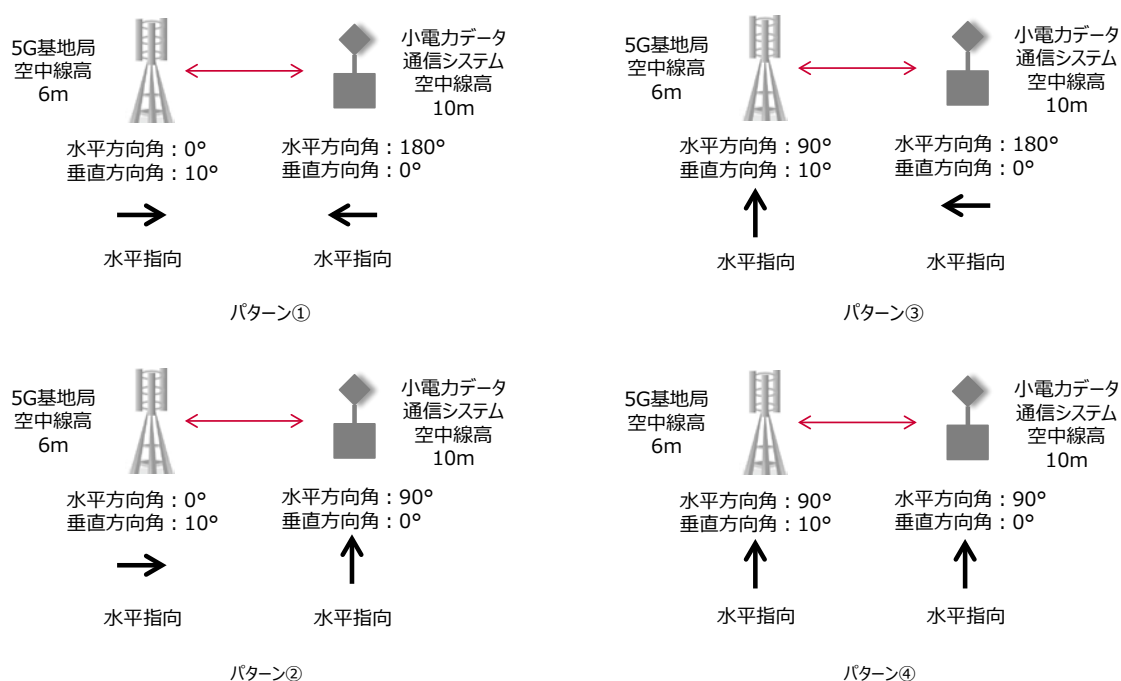 5G基地局
空中線高
6m
小電力データ
通信システム
空中線高
10m
水平方向角：0°
垂直方向角：10°
水平方向角：180°
垂直方向角：0°
水平指向
水平指向
パターン①
5G基地局
空中線高
6m
小電力データ
通信システム
空中線高
10m
水平方向角：90°
垂直方向角：10°
水平方向角：180°
垂直方向角：0°
水平指向
水平指向
パターン③
5G基地局
空中線高
6m
小電力データ
通信システム
空中線高
10m
水平方向角：0°
垂直方向角：10°
水平方向角：90°
垂直方向角：0°
水平指向
水平指向
パターン②
5G基地局
空中線高
6m
小電力データ
通信システム
空中線高
10m
水平方向角：90°
垂直方向角：10°
水平方向角：90°
垂直方向角：0°
水平指向
水平指向
パターン④